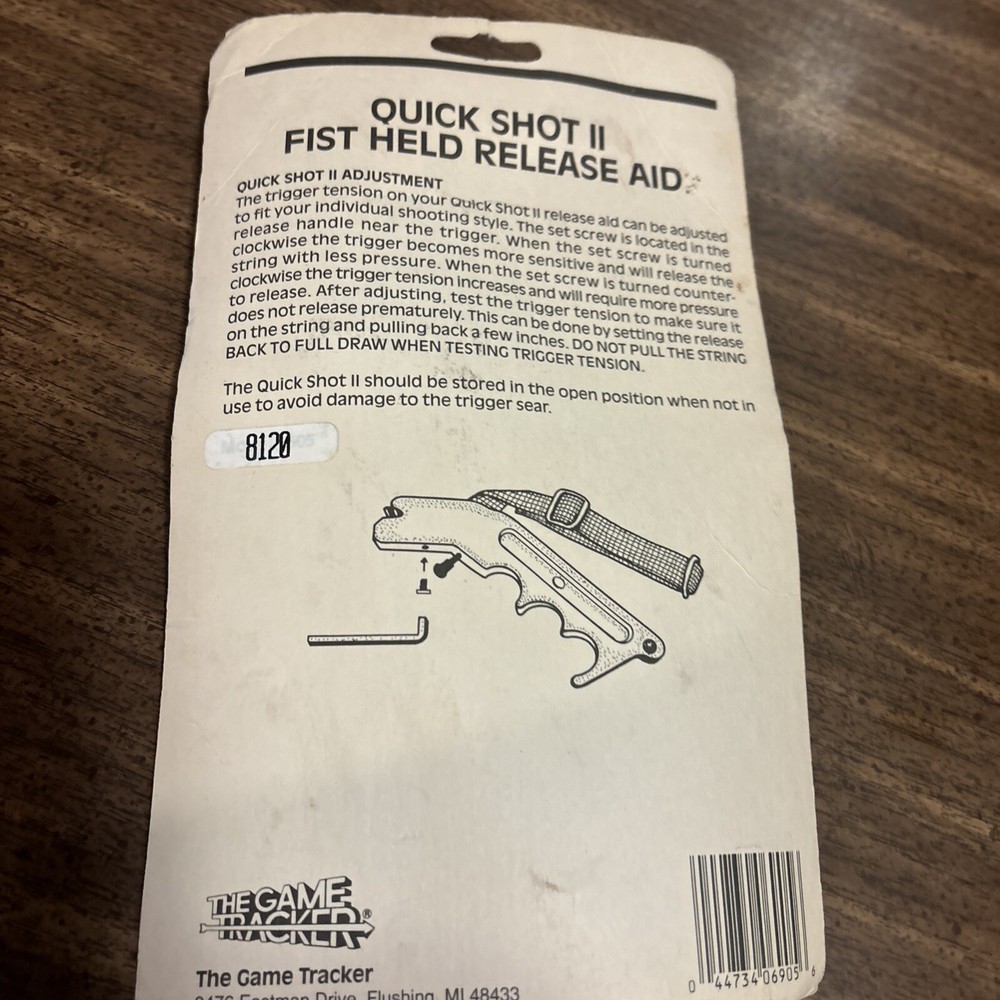 QUICK SHOT II
FIST HELD RELEASE AID
QUICK SHOT II ADJUSTMENT
The trigger tension on your Quick Shot II release aid can be adjusted
to fit your individual shooting style. The set screw is located in the
release handle near the trigger. When the set screw is turned
clockwise the trigger becomes more sensitive and will release the
string with less pressure. When the set screw is turned counter-
clockwise the trigger tension increases and will require more pressure
to release. After adjusting, test the trigger tension to make sure it
does not release prematurely. This can be done by setting the release
on the string and pulling back a few inches. DO NOT PULL THE STRING
BACK TO FULL DRAW WHEN TESTING TRIGGER TENSION.
The Quick Shot II should be stored in the open position when not in
use to avoid damage to the trigger sear.
8120
THE GAME
TRACKER®
The Game Tracker
Eastman Drive, Flushing, MI 48433
0 44734 06905 6